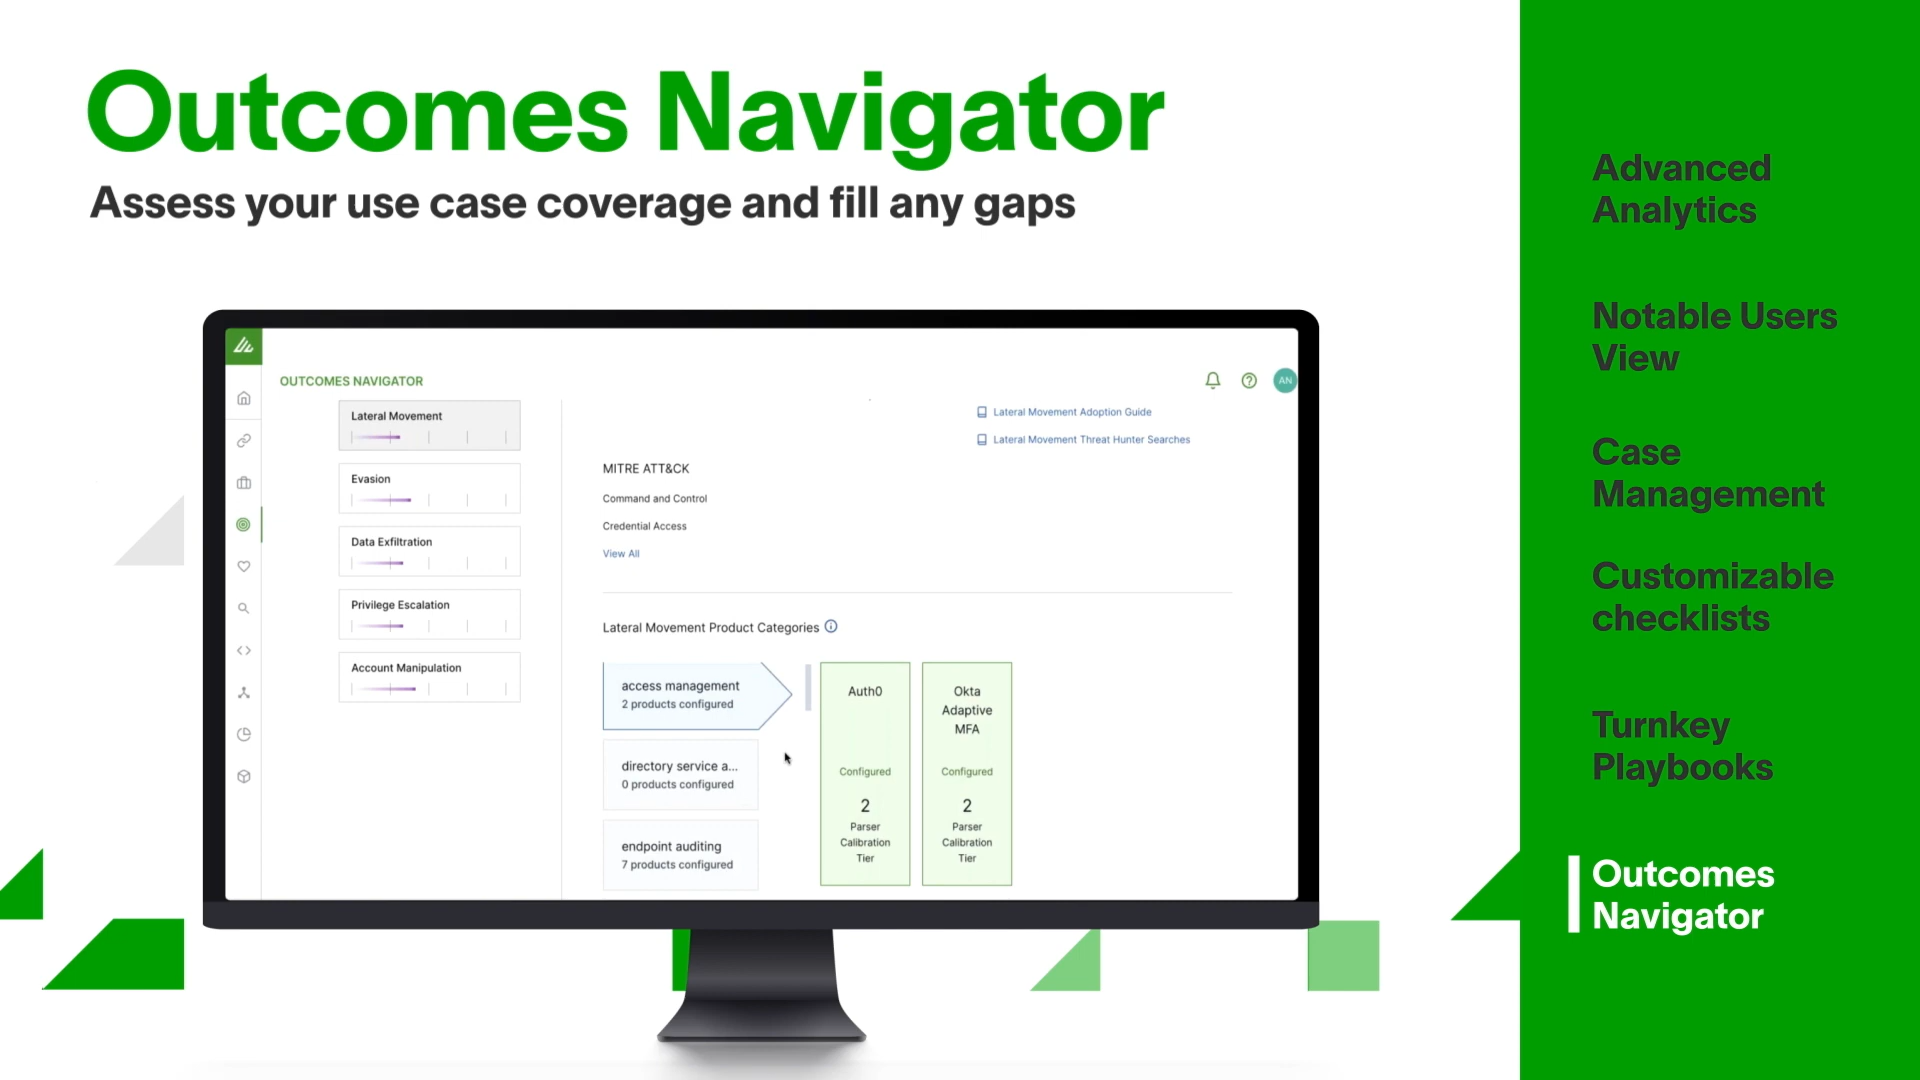 Outcomes Navigator
Assess your use case coverage and fill any gaps
OUTCOMES NAVIGATOR
AN
Lateral Movement
Evasion
Data Exfiltration
Privilege Escalation
Account Manipulation
Lateral Movement Adoption Guide
Lateral Movement Threat Hunter Searches
MITRE ATT&CK
Command and Control
Credential Access
View All
Lateral Movement Product Categories
access management
2 products configured
directory service a...
0 products configured
endpoint auditing
7 products configured
Auth0
Configured
2
Parser
Calibration
Tier
Okta
Adaptive
MFA
Configured
2
Parser
Calibration
Tier
Advanced
Analytics
Notable Users
View
Case
Management
Customizable
checklists
Turnkey
Playbooks
Outcomes
Navigator